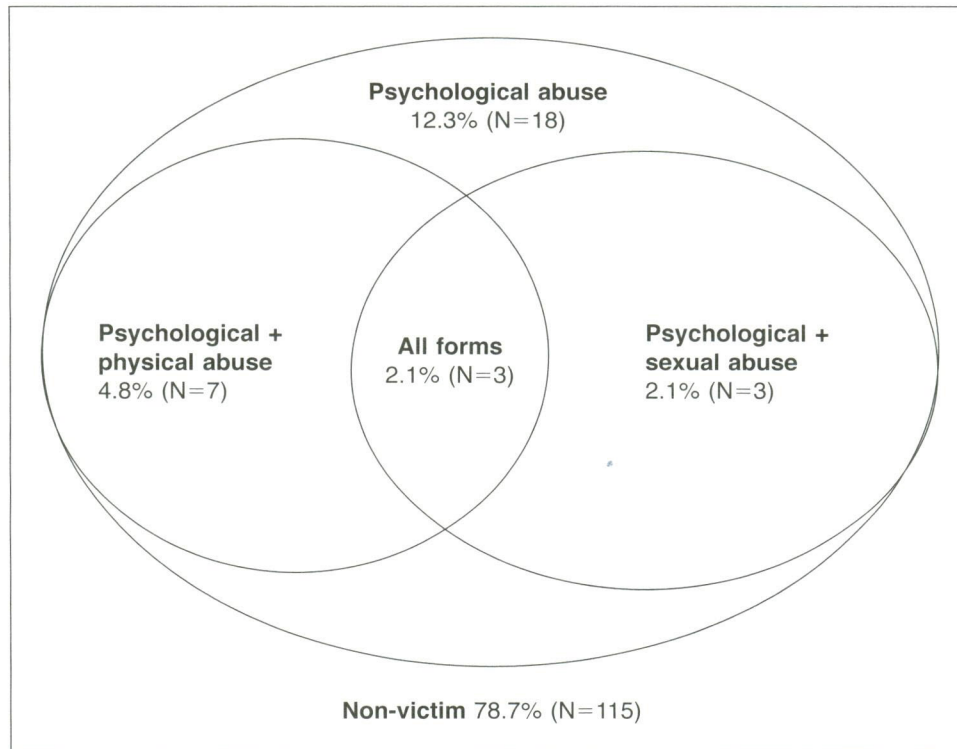 Psychological abuse
12.3% (N=18)
Psychological +
physical abuse
4.8% (N=7)
All forms
2.1% (N=3)
Psychological +
sexual abuse
2.1% (N=3)
Non-victim 78.7% (N=115)